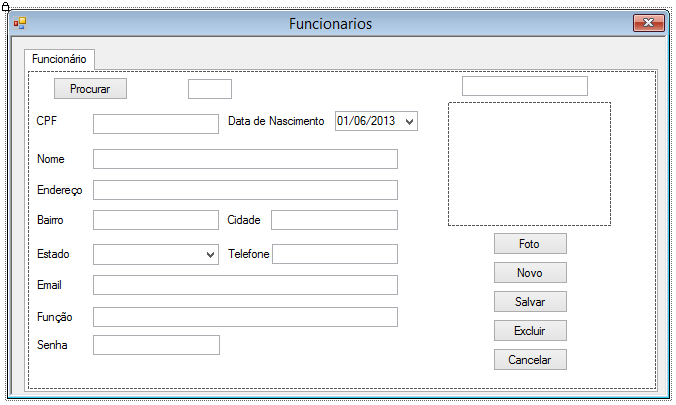 Funcionarios
Funcionário
Procurar
CPF Data de Nascimento 01/06/2013
Nome
Endereço
Bairro Cidade
Estado Telefone
Email
Função
Senha
Foto
Novo
Salvar
Excluir
Cancelar